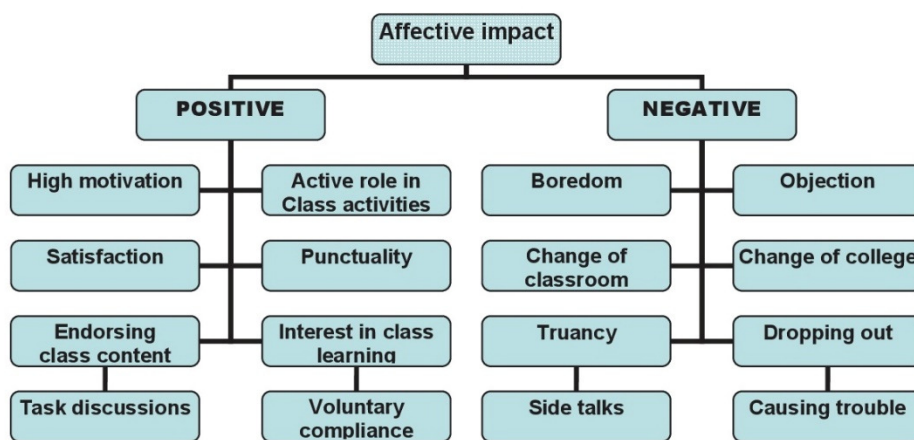 Affective impact
POSITIVE
NEGATIVE
High motivation
Active role in
Class activities
Boredom
Objection
Satisfaction
Punctuality
Change of
classroom
Change of college
Endorsing
class content
Interest in class
learning
Truancy
Dropping out
Task discussions
Voluntary
compliance
Side talks
Causing trouble